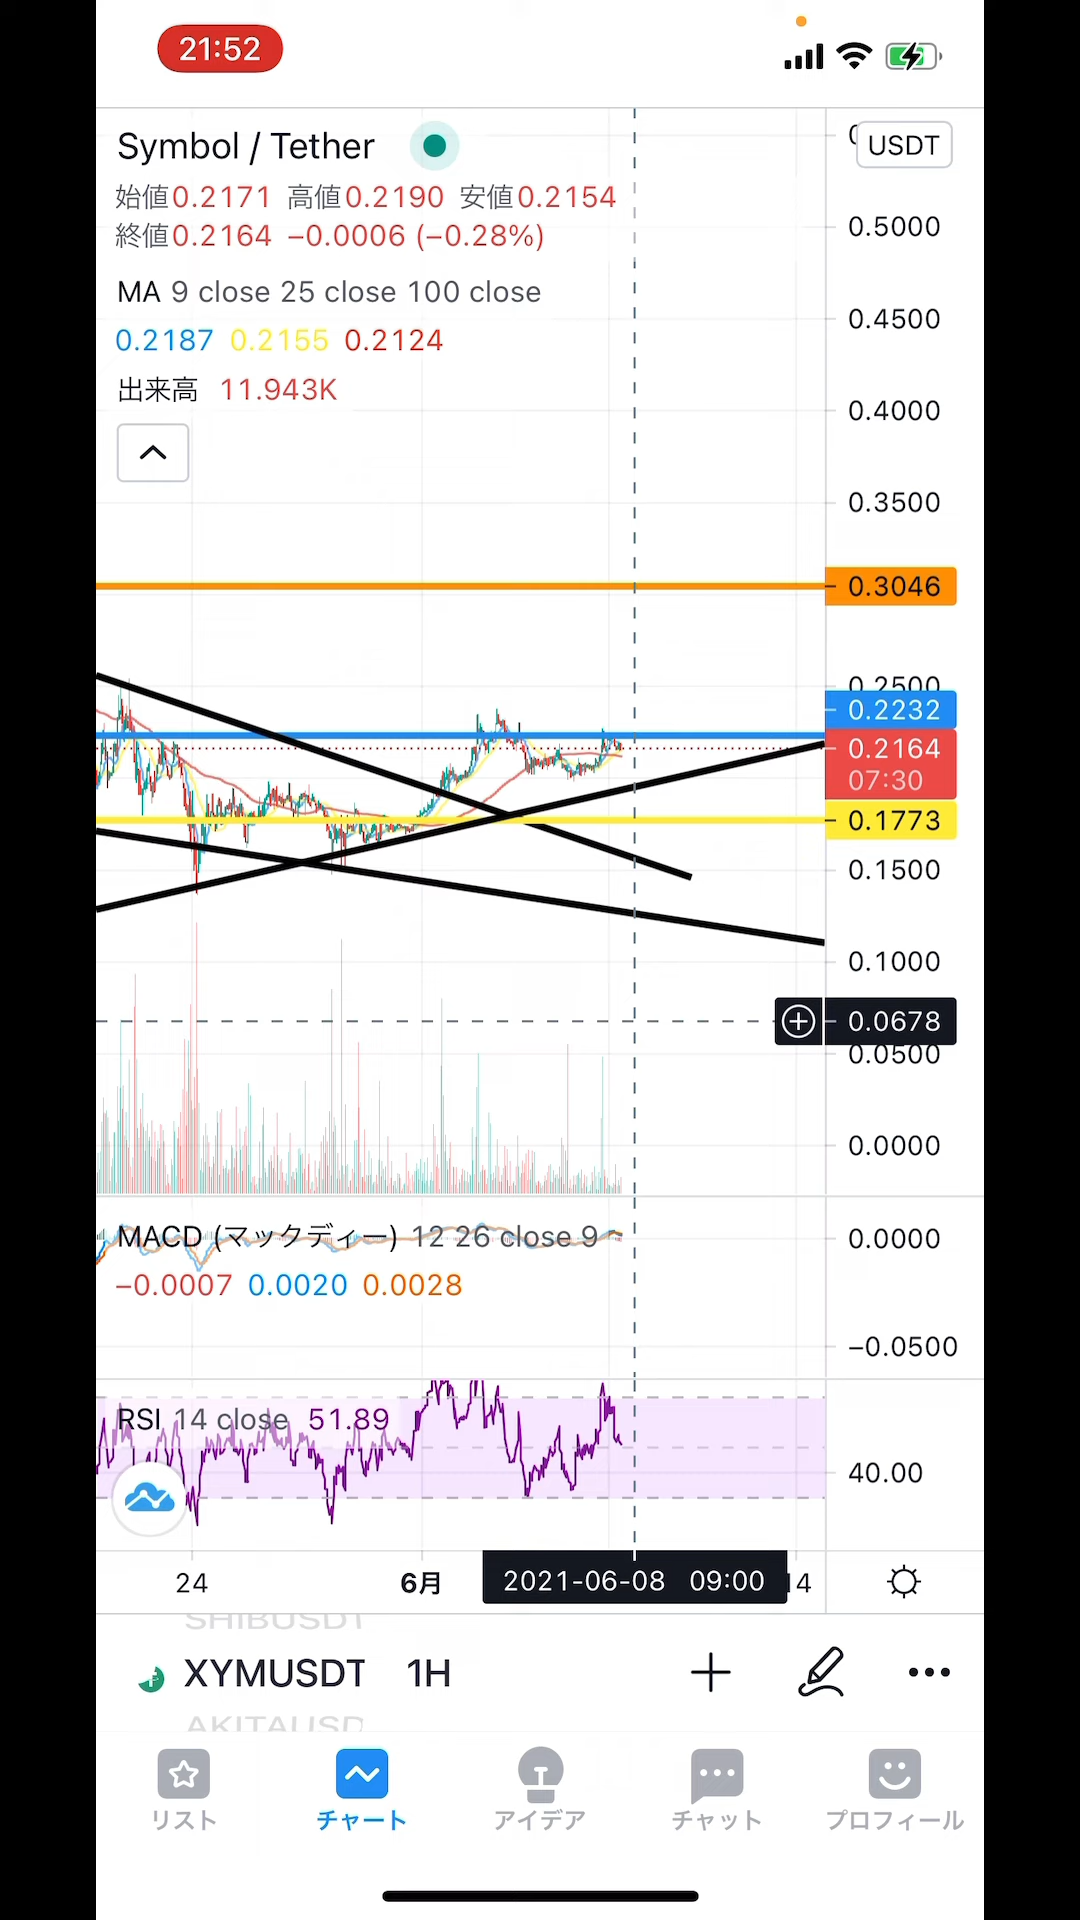 21:52
Symbol / Tether
USDT
始値0.2171 高値0.2190 安値0.2154
終値0.2164 −0.0006 (−0.28%)
MA 9 close 25 close 100 close
0.2187 0.2155 0.2124
出来高 11.943K
0.5000
0.4500
0.4000
0.3500
0.3046
0.2500
0.2232
0.2164
07:30
0.1773
0.1500
0.1000
0.0678
0.0500
0.0000
MACD (マックディー) 12 26 close 9
0.0000
−0.0007 0.0020 0.0028
−0.0500
RSI 14 close 51.89
40.00
24 6月 2021-06-08 09:00 14
SHIBUSDT
XYMUSDT 1H
AKITAUSD
リスト チャート アイデア チャット プロフィール